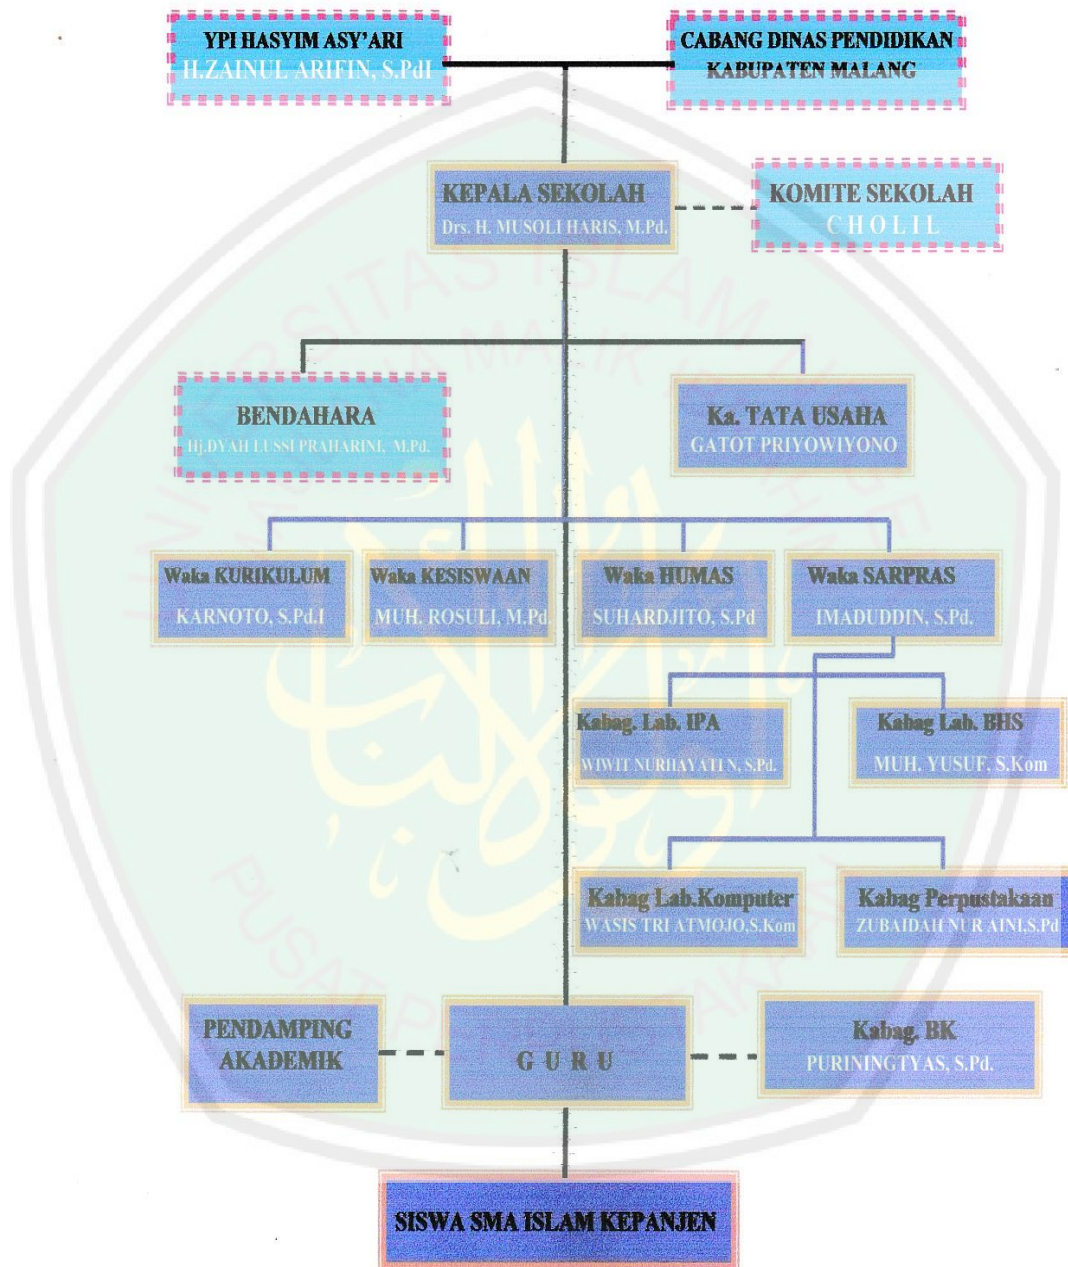 YPI HASYIM ASY'ARI
H.ZAINUL ARIFIN, S.PdI
CABANG DINAS PENDIDIKAN
KABUPATEN MALANG
KEPALA SEKOLAH
Drs. H. MUSOLI HARIS, M.Pd.
KOMITE SEKOLAH
C H O L I L
BENDAHARA
Hj.DYAH LUSSI PRAHARINI, M.Pd.
Ka. TATA USAHA
GATOT PRIYOWIYONO
Waka KURIKULUM
KARNOTO, S.Pd.I
Waka KESISWAAN
MUH. ROSULI, M.Pd.
Waka HUMAS
SUHARDJITO, S.Pd
Waka SARPRAS
IMADUDDIN, S.Pd.
Kabag. Lab. IPA
WIWIT NURHAYATI N, S.Pd.
Kabag Lab. BHS
MUH. YUSUF, S.Kom
Kabag Lab.Komputer
WASIS TRI ATMOJO,S.Kom
Kabag Perpustakaan
ZUBAIDAH NUR AINI,S.Pd
PENDAMPING
AKADEMIK
G U R U
Kabag. BK
PURININGTYAS, S.Pd.
SISWA SMA ISLAM KEPANJEN